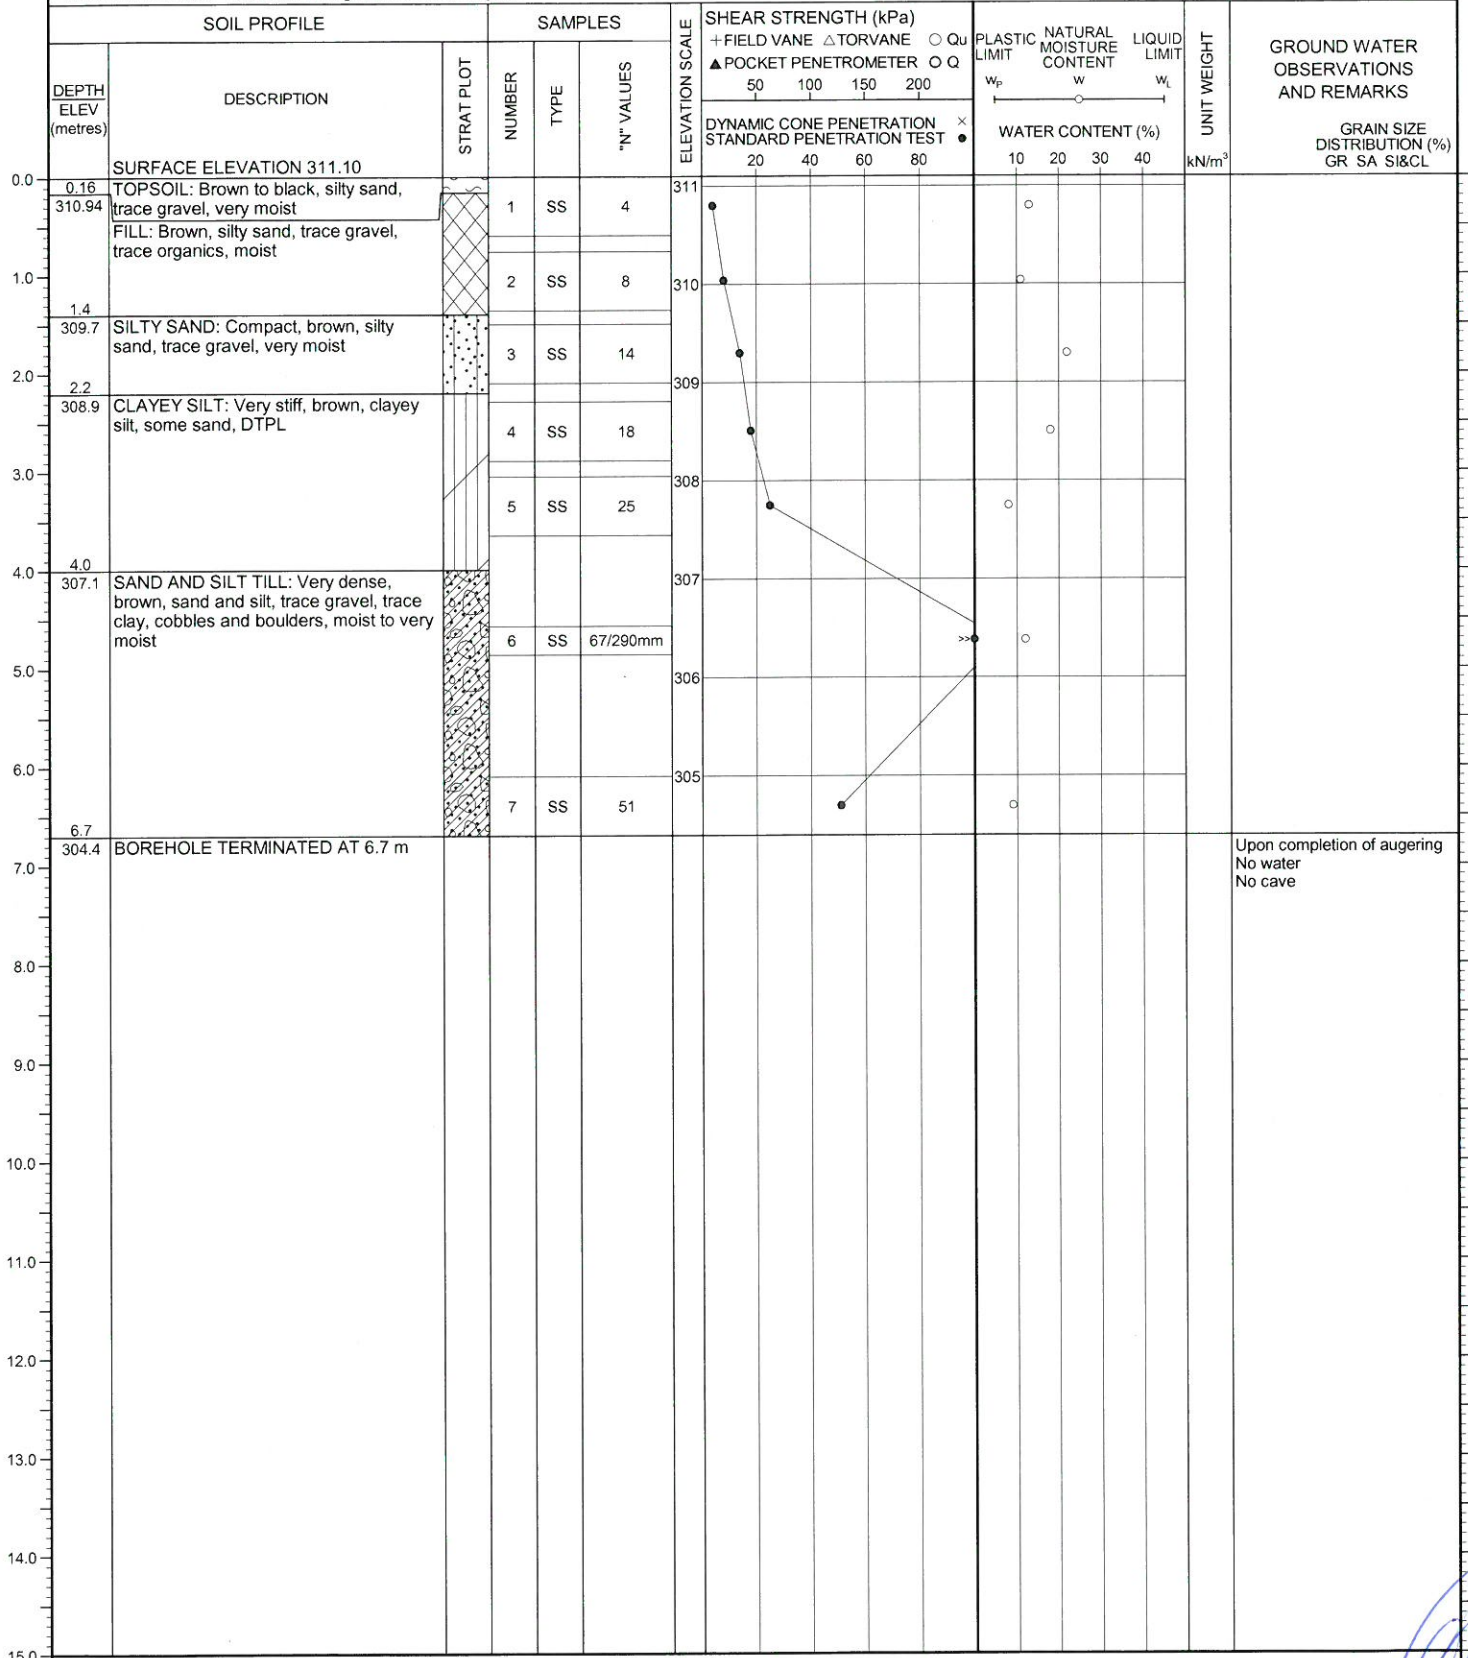 SOIL PROFILE
SAMPLES
DEPTH
ELEV
(metres)
DESCRIPTION
STRAT PLOT
NUMBER
TYPE
"N" VALUES
ELEVATION SCALE
SHEAR STRENGTH (kPa)
+FIELD VANE △TORVANE ○ Qu
▲ POCKET PENETROMETER O Q
50 100 150 200
DYNAMIC CONE PENETRATION ×
STANDARD PENETRATION TEST ●
20 40 60 80
PLASTIC LIMIT
NATURAL MOISTURE CONTENT
LIQUID LIMIT
WP W WL
WATER CONTENT (%)
10 20 30 40
UNIT WEIGHT
kN/m³
GROUND WATER
OBSERVATIONS
AND REMARKS
GRAIN SIZE
DISTRIBUTION (%)
GR SA SI&CL
SURFACE ELEVATION 311.10
0.0
0.16 TOPSOIL: Brown to black, silty sand,
310.94 trace gravel, very moist
311
1 SS 4
FILL: Brown, silty sand, trace gravel,
trace organics, moist
1.0
2 SS 8
310
1.4
309.7 SILTY SAND: Compact, brown, silty
sand, trace gravel, very moist
3 SS 14
2.0
309
2.2
308.9 CLAYEY SILT: Very stiff, brown, clayey
silt, some sand, DTPL
4 SS 18
3.0
308
5 SS 25
4.0
4.0
307.1 SAND AND SILT TILL: Very dense,
brown, sand and silt, trace gravel, trace
clay, cobbles and boulders, moist to very
moist
307
6 SS 67/290mm
>>
5.0
306
6.0
305
7 SS 51
6.7
304.4 BOREHOLE TERMINATED AT 6.7 m
Upon completion of augering
No water
No cave
7.0
8.0
9.0
10.0
11.0
12.0
13.0
14.0
15.0